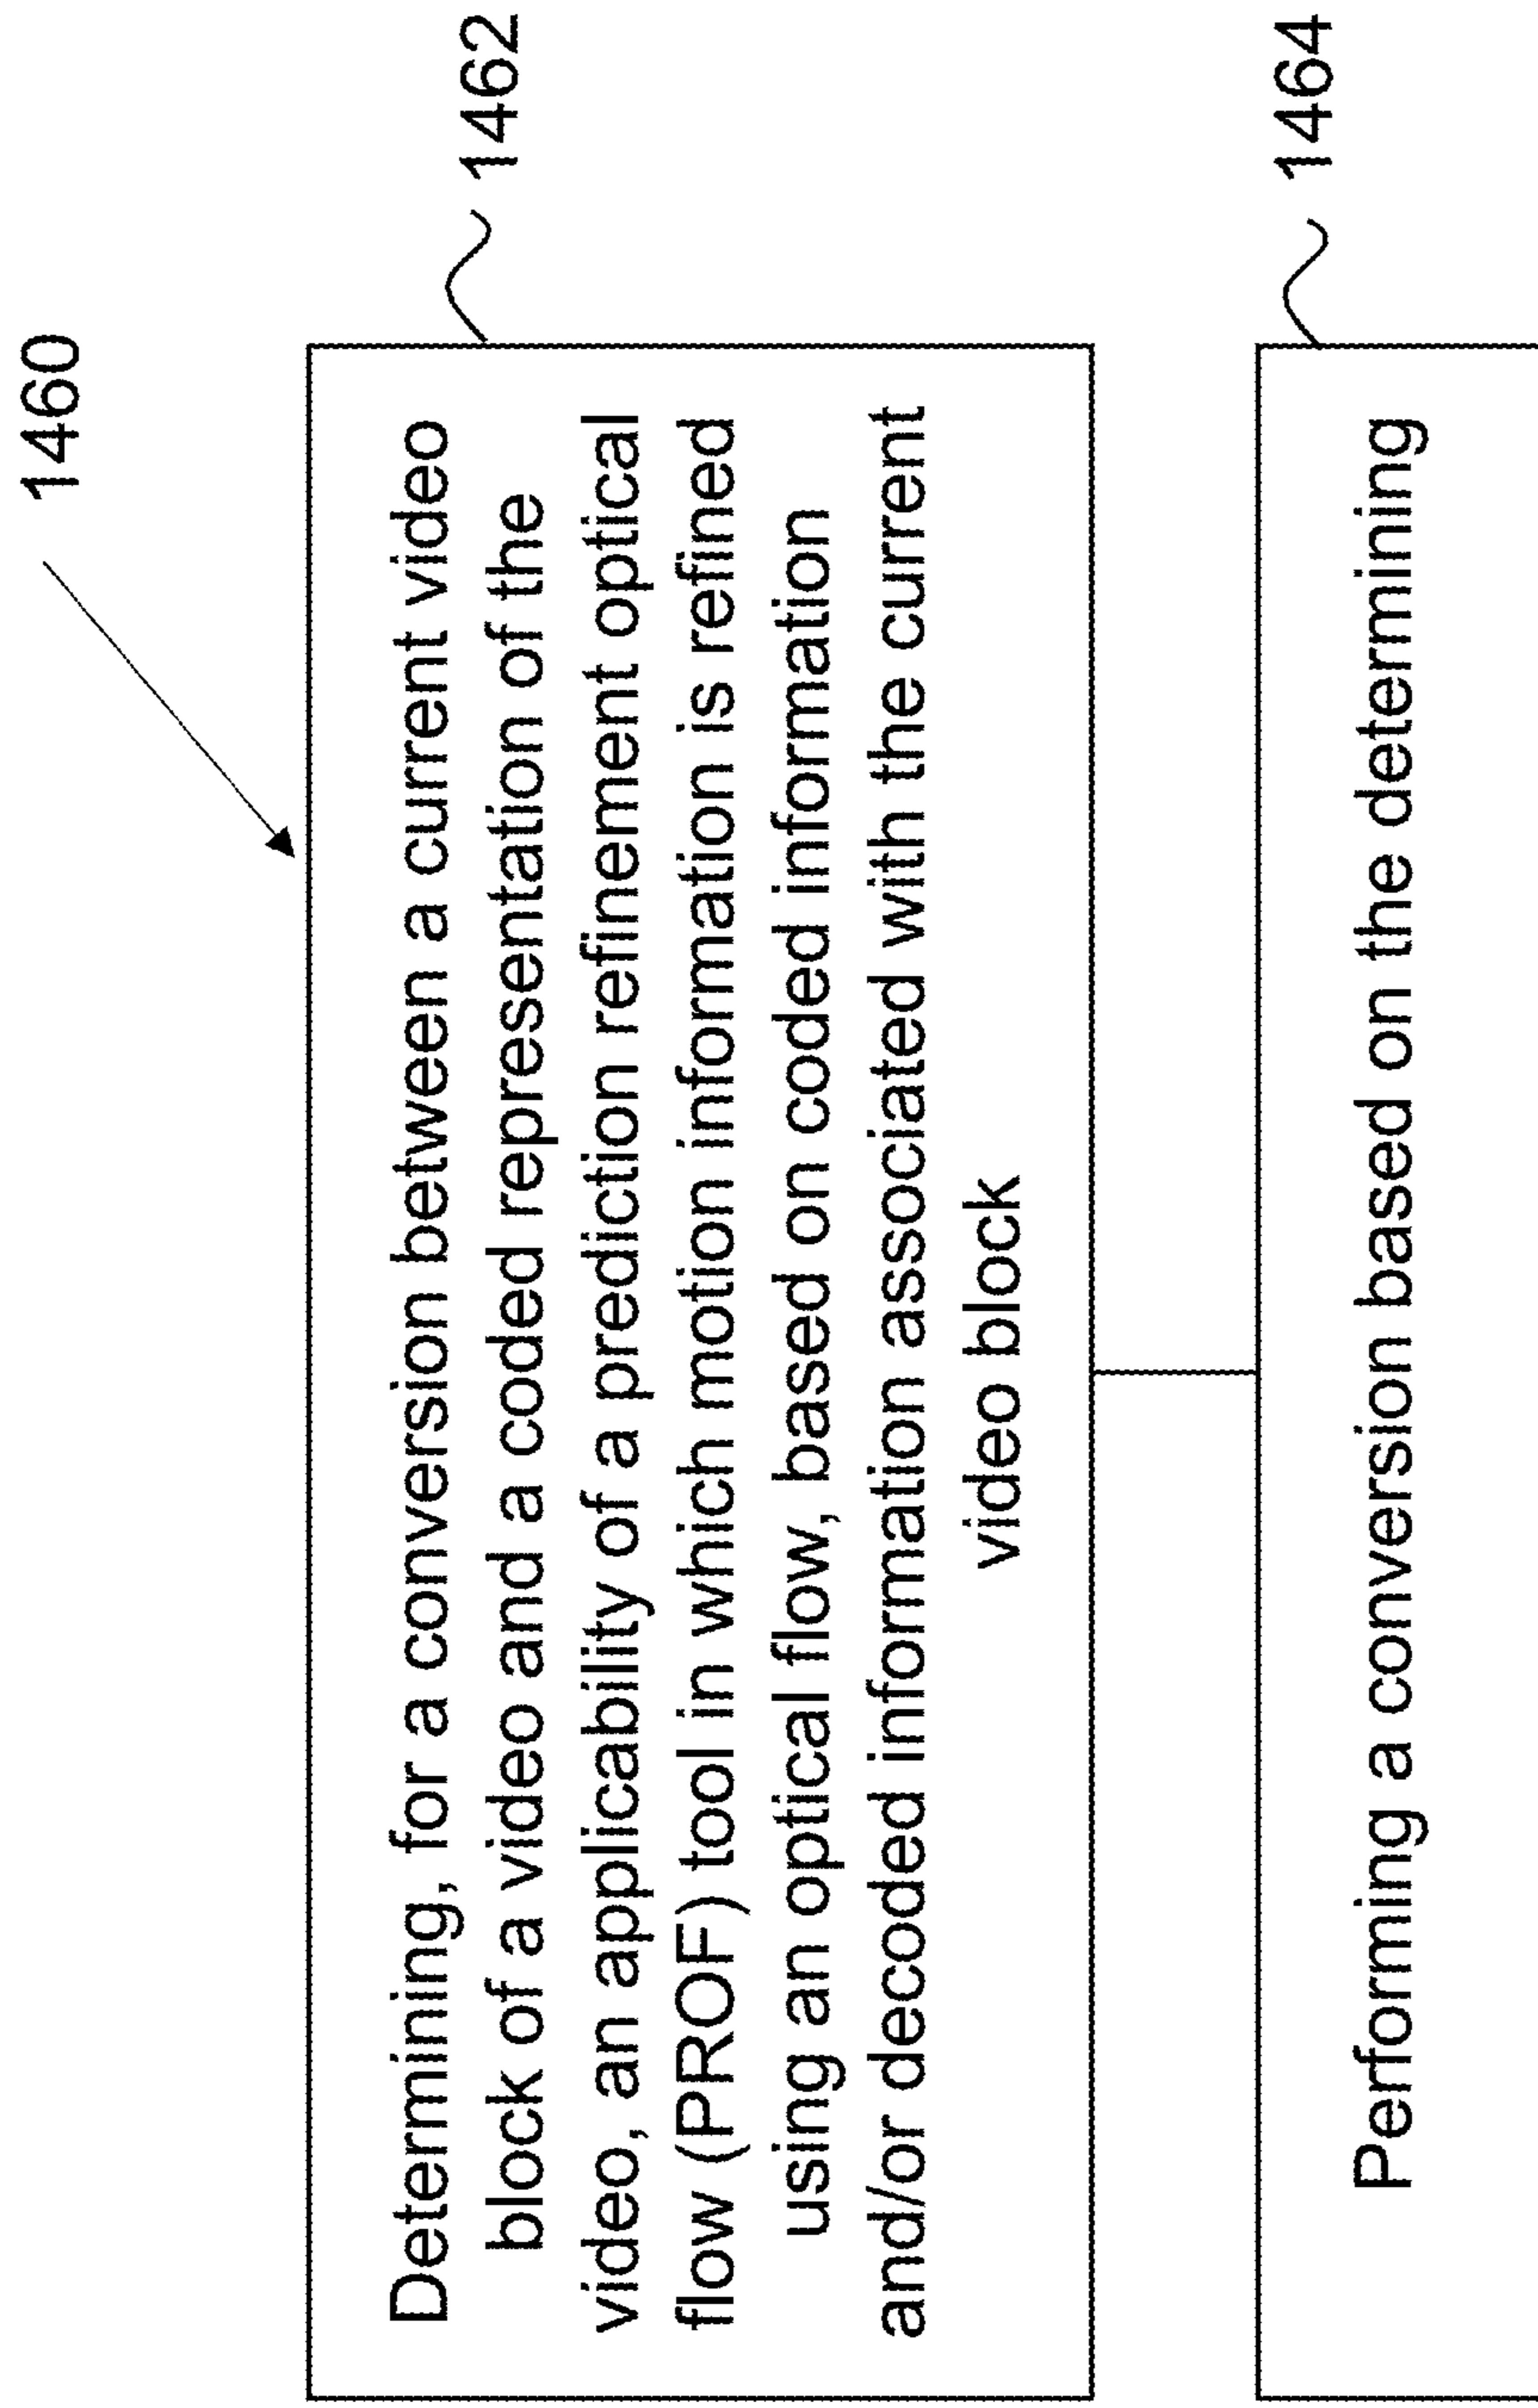 1460
Determining, for a conversion between a current video
block of a video and a coded representation of the
video, an applicability of a prediction refinement optical
flow (PROF) tool in which motion information is refined
using an optical flow, based on coded information
and/or decoded information associated with the current
video block
1462
Performing a conversion based on the determining
1464